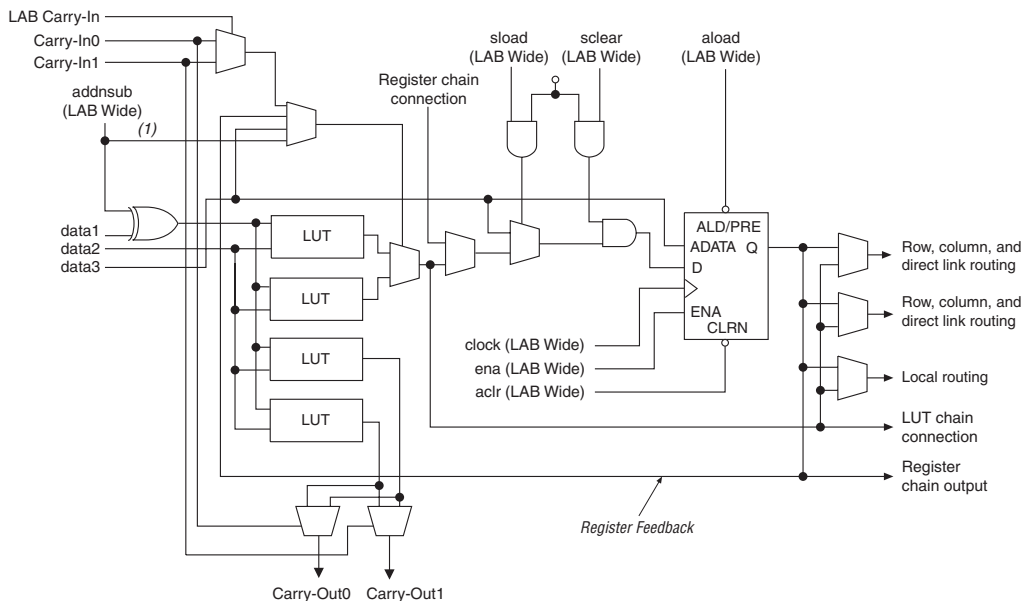 LAB Carry-In
Carry-In0
Carry-In1
addnsub
(LAB Wide)
(1)
data1
data2
data3
Register chain
connection
sload
(LAB Wide)
sclear
(LAB Wide)
aload
(LAB Wide)
LUT
LUT
LUT
LUT
ALD/PRE
ADATA Q
D
ENA
CLRN
clock (LAB Wide)
ena (LAB Wide)
aclr (LAB Wide)
Row, column, and
direct link routing
Row, column, and
direct link routing
Local routing
LUT chain
connection
Register
chain output
Register Feedback
Carry-Out0
Carry-Out1